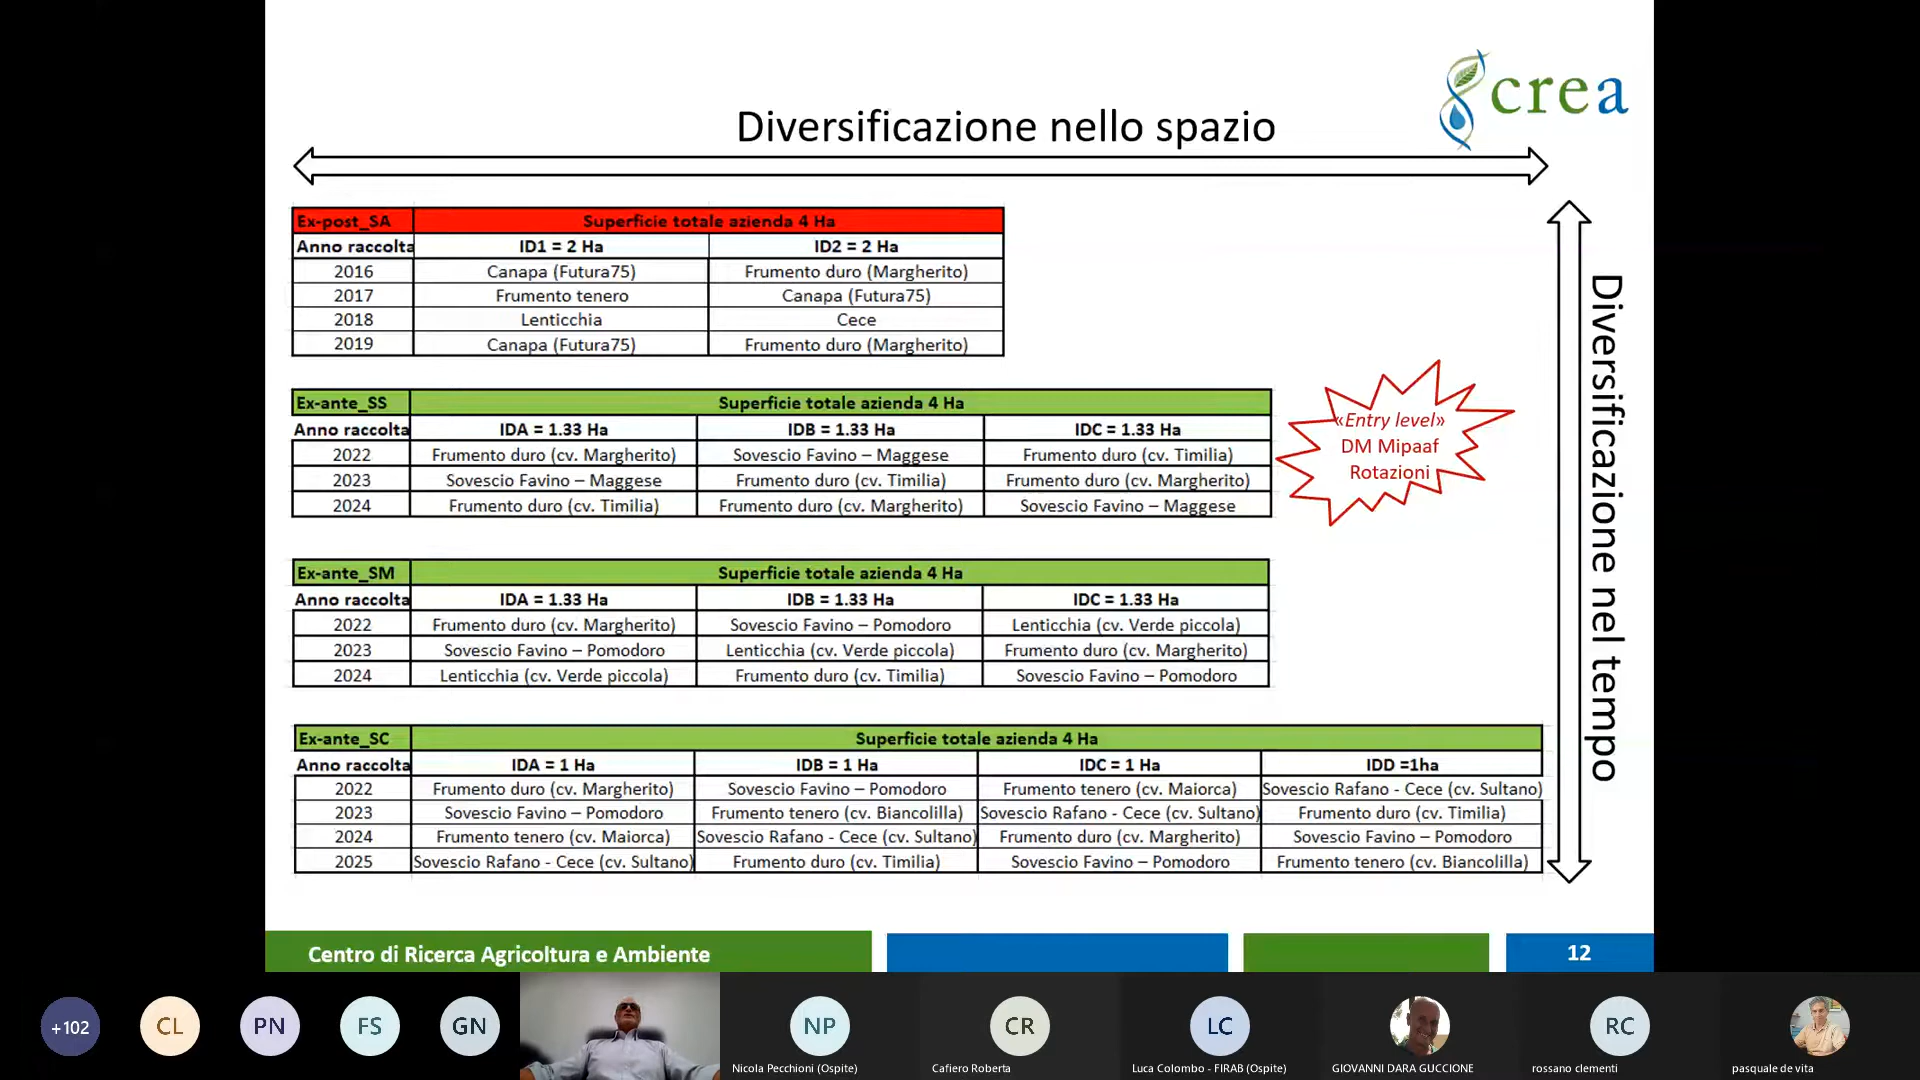 crea
Diversificazione nello spazio
Ex-post_SA Superficie totale azienda 4 Ha
Anno raccolta ID1 = 2 Ha ID2 = 2 Ha
2016 Canapa (Futura75) Frumento duro (Margherito)
2017 Frumento tenero Canapa (Futura75)
2018 Lenticchia Cece
2019 Canapa (Futura75) Frumento duro (Margherito)
Ex-ante_SS Superficie totale azienda 4 Ha
Anno raccolta IDA = 1.33 Ha IDB = 1.33 Ha IDC = 1.33 Ha
2022 Frumento duro (cv. Margherito) Sovescio Favino – Maggese Frumento duro (cv. Timilia)
2023 Sovescio Favino – Maggese Frumento duro (cv. Timilia) Frumento duro (cv. Margherito)
2024 Frumento duro (cv. Timilia) Frumento duro (cv. Margherito) Sovescio Favino – Maggese
«Entry level»
DM Mipaaf
Rotazioni
Ex-ante_SM Superficie totale azienda 4 Ha
Anno raccolta IDA = 1.33 Ha IDB = 1.33 Ha IDC = 1.33 Ha
2022 Frumento duro (cv. Margherito) Sovescio Favino – Pomodoro Lenticchia (cv. Verde piccola)
2023 Sovescio Favino – Pomodoro Lenticchia (cv. Verde piccola) Frumento duro (cv. Margherito)
2024 Lenticchia (cv. Verde piccola) Frumento duro (cv. Timilia) Sovescio Favino – Pomodoro
Ex-ante_SC Superficie totale azienda 4 Ha
Anno raccolta IDA = 1 Ha IDB = 1 Ha IDC = 1 Ha IDD =1ha
2022 Frumento duro (cv. Margherito) Sovescio Favino – Pomodoro Frumento tenero (cv. Maiorca) Sovescio Rafano - Cece (cv. Sultano)
2023 Sovescio Favino – Pomodoro Frumento tenero (cv. Biancolilla) Sovescio Rafano - Cece (cv. Sultano) Frumento duro (cv. Timilia)
2024 Frumento tenero (cv. Maiorca) Sovescio Rafano - Cece (cv. Sultano) Frumento duro (cv. Margherito) Sovescio Favino – Pomodoro
2025 Sovescio Rafano - Cece (cv. Sultano) Frumento duro (cv. Timilia) Sovescio Favino – Pomodoro Frumento tenero (cv. Biancolilla)
Diversificazione nel tempo
Centro di Ricerca Agricoltura e Ambiente
12
+102 CL PN FS GN NP CR LC RC
Nicola Pecchioni (Ospite) Cafiero Roberta Luca Colombo - FIRAB (Ospite) GIOVANNI DARA GUCCIONE rossano clementi pasquale de vita